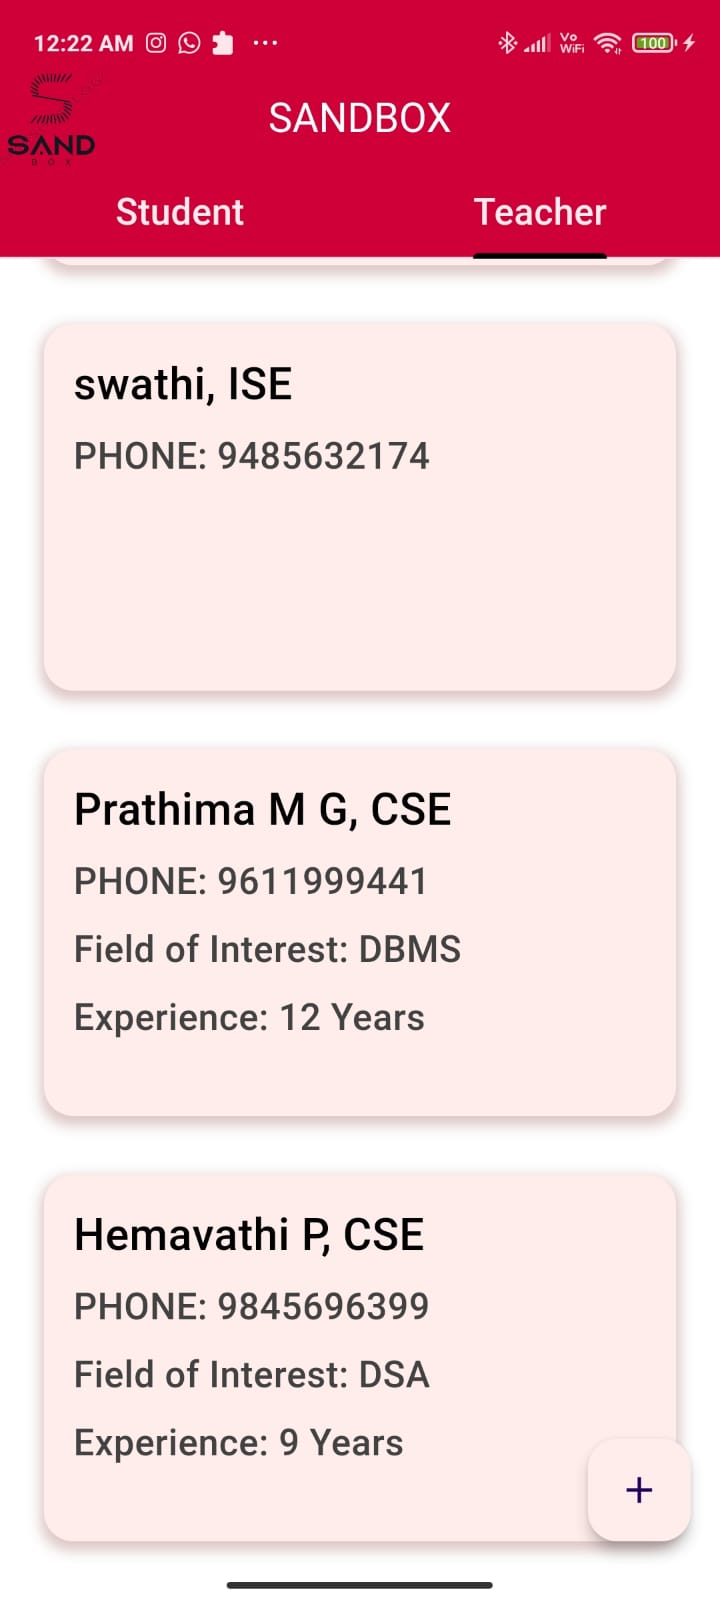 12:22 AM
Vo
WiFi
100
SAND
BOX
SANDBOX
Student
Teacher
swathi, ISE
PHONE: 9485632174
Prathima M G, CSE
PHONE: 9611999441
Field of Interest: DBMS
Experience: 12 Years
Hemavathi P, CSE
PHONE: 9845696399
Field of Interest: DSA
Experience: 9 Years
+